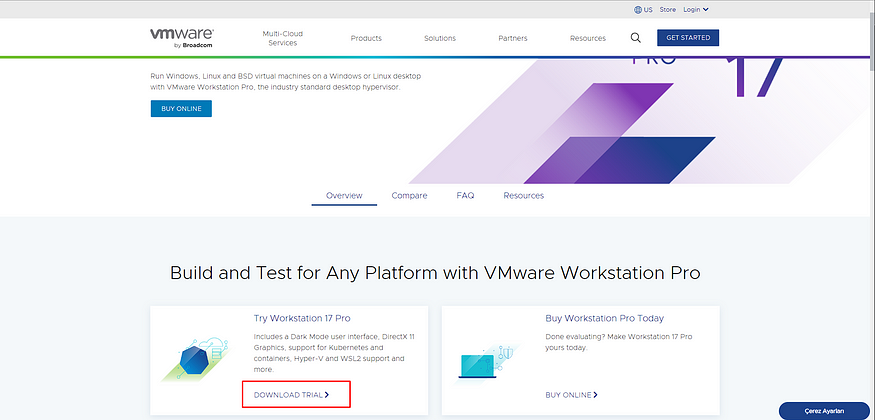 US Store Login
vmware
by Broadcom
Multi-Cloud
Services
Products
Solutions
Partners
Resources
GET STARTED
PRO 17
Run Windows, Linux and BSD virtual machines on a Windows or Linux desktop
with VMware Workstation Pro, the industry standard desktop hypervisor.
BUY ONLINE
Overview
Compare
FAQ
Resources
Build and Test for Any Platform with VMware Workstation Pro
Try Workstation 17 Pro
Includes a Dark Mode user interface, DirectX 11
Graphics, support for Kubernetes and
containers, Hyper-V and WSL2 support and
more.
DOWNLOAD TRIAL
Buy Workstation Pro Today
Done evaluating? Make Workstation 17 Pro
yours today.
BUY ONLINE
Çerez Ayarları